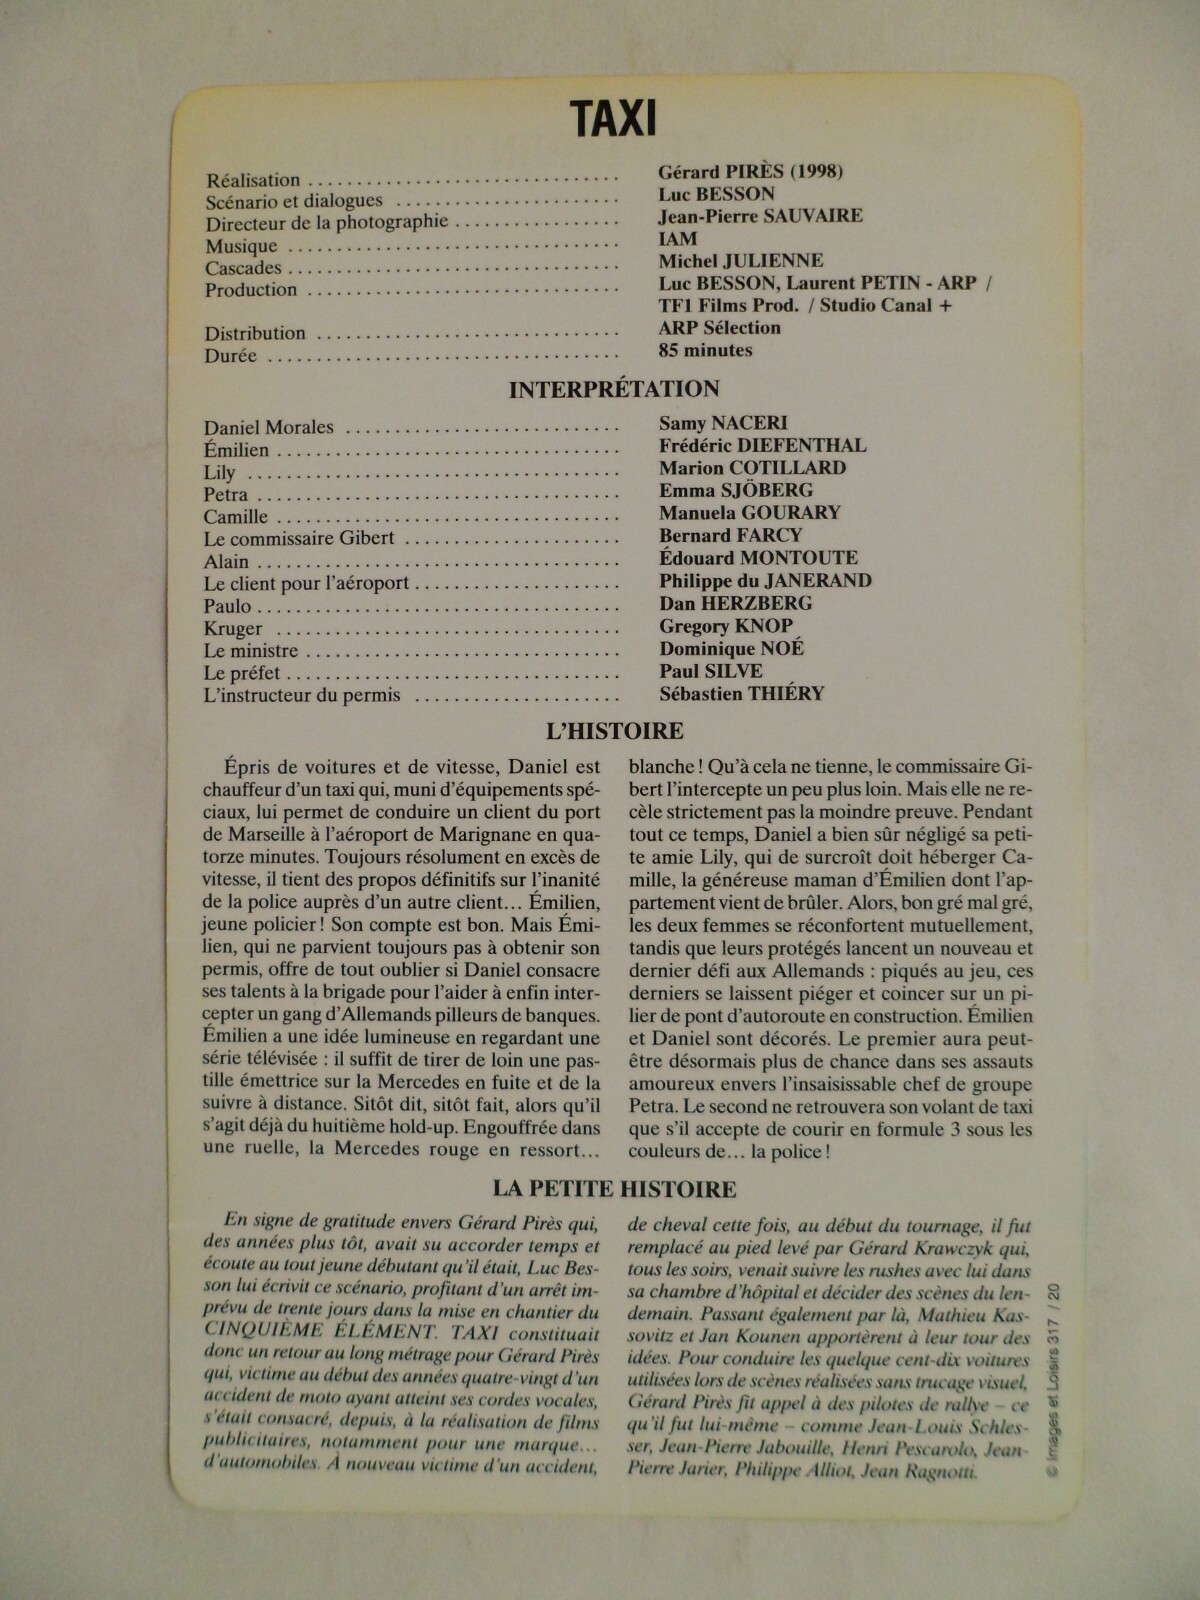 TAXI
Réalisation ................................ Gérard PIRÈS (1998)
Scénario et dialogues ....................... Luc BESSON
Directeur de la photographie ................. Jean-Pierre SAUVAIRE
Musique .................................. IAM
Cascades .................................. Michel JULIENNE
Production ................................ Luc BESSON, Laurent PETIN - ARP /
TF1 Films Prod. / Studio Canal +
Distribution ............................... ARP Sélection
Durée .................................... 85 minutes
INTERPRÉTATION
Daniel Morales ............................ Samy NACERI
Émilien ................................... Frédéric DIEFENTHAL
Lily ...................................... Marion COTILLARD
Petra ..................................... Emma SJÖBERG
Camille ................................... Manuela GOURARY
Le commissaire Gibert ...................... Bernard FARCY
Alain ..................................... Édouard MONTOUTE
Le client pour l'aéroport ..................... Philippe du JANERAND
Paulo ..................................... Dan HERZBERG
Kruger ................................... Gregory KNOP
Le ministre ................................ Dominique NOÉ
Le préfet .................................. Paul SILVE
L'instructeur du permis ..................... Sébastien THIÉRY
L'HISTOIRE
Épris de voitures et de vitesse, Daniel est
chauffeur d'un taxi qui, muni d'équipements spé-
ciaux, lui permet de conduire un client du port
de Marseille à l'aéroport de Marignane en qua-
torze minutes. Toujours résolument en excès de
vitesse, il tient des propos définitifs sur l'inanité
de la police auprès d'un autre client... Émilien,
jeune policier ! Son compte est bon. Mais Émi-
lien, qui ne parvient toujours pas à obtenir son
permis, offre de tout oublier si Daniel consacre
ses talents à la brigade pour l'aider à enfin inter-
cepter un gang d'Allemands pilleurs de banques.
Émilien a une idée lumineuse en regardant une
série télévisée : il suffit de tirer de loin une pas-
tille émettrice sur la Mercedes en fuite et de la
suivre à distance. Sitôt dit, sitôt fait, alors qu'il
s'agit déjà du huitième hold-up. Engouffrée dans
une ruelle, la Mercedes rouge en ressort...
blanche ! Qu'à cela ne tienne, le commissaire Gi-
bert l'intercepte un peu plus loin. Mais elle ne re-
cèle strictement pas la moindre preuve. Pendant
tout ce temps, Daniel a bien sûr négligé sa peti-
te amie Lily, qui de surcroît doit héberger Ca-
mille, la généreuse maman d'Émilien dont l'ap-
partement vient de brûler. Alors, bon gré mal gré,
les deux femmes se réconfortent mutuellement,
tandis que leurs protégés lancent un nouveau et
dernier défi aux Allemands : piqués au jeu, ces
derniers se laissent piéger et coincer sur un pi-
lier de pont d'autoroute en construction. Émilien
et Daniel sont décorés. Le premier aura peut-
être désormais plus de chance dans ses assauts
amoureux envers l'insaisissable chef de groupe
Petra. Le second ne retrouvera son volant de taxi
que s'il accepte de courir en formule 3 sous les
couleurs de... la police !
LA PETITE HISTOIRE
En signe de gratitude envers Gérard Pirès qui,
des années plus tôt, avait su accorder temps et
écoute au tout jeune débutant qu'il était, Luc Bes-
son lui écrivit ce scénario, profitant d'un arrêt im-
prévu de trente jours dans la mise en chantier du
CINQUIÈME ÉLÉMENT. TAXI constituait
donc un retour au long métrage pour Gérard Pirès
qui, victime au début des années quatre-vingt d'un
accident de moto ayant atteint ses cordes vocales,
s'était consacré, depuis, à la réalisation de films
publicitaires, notamment pour une marque...
d'automobiles. À nouveau victime d'un accident,
de cheval cette fois, au début du tournage, il fut
remplacé au pied levé par Gérard Krawczyk qui,
tous les soirs, venait suivre les rushes avec lui dans
sa chambre d'hôpital et décider des scènes du len-
demain. Passant également par là, Mathieu Kas-
sovitz et Jan Kounen apportèrent à leur tour des
idées. Pour conduire les quelque cent-dix voitures
utilisées lors de scènes réalisées sans trucage visuel,
Gérard Pirès fit appel à des pilotes de rallye – ce
qu'il fut lui-même – comme Jean-Louis Schles-
ser, Jean-Pierre Jabouille, Henri Pescarolo, Jean-
Pierre Jarier, Philippe Alliot, Jean Ragnotti.
© Images et Loisirs 317 / 20